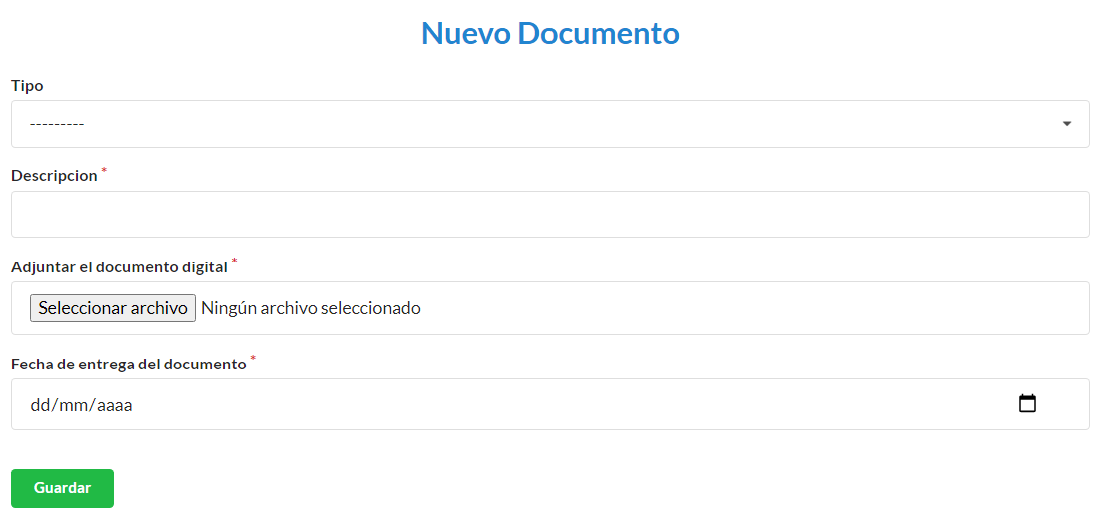 Nuevo Documento
Tipo
---------
Descripcion *
Adjuntar el documento digital *
Seleccionar archivo Ningún archivo seleccionado
Fecha de entrega del documento *
dd/mm/aaaa
Guardar